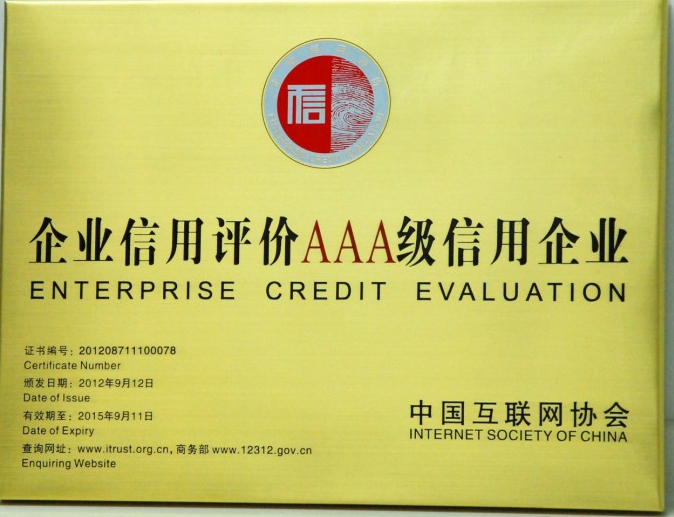 信
企业信用评价AAA级信用企业
ENTERPRISE CREDIT EVALUATION
证书编号：201208711100078
Certificate Number
颁发日期：2012年9月12日
Date of Issue
有效期至：2015年9月11日
Date of Expiry
查询网址：www.itrust.org.cn，商务部 www.12312.gov.cn
Enquiring Website
中国互联网协会
INTERNET SOCIETY OF CHINA